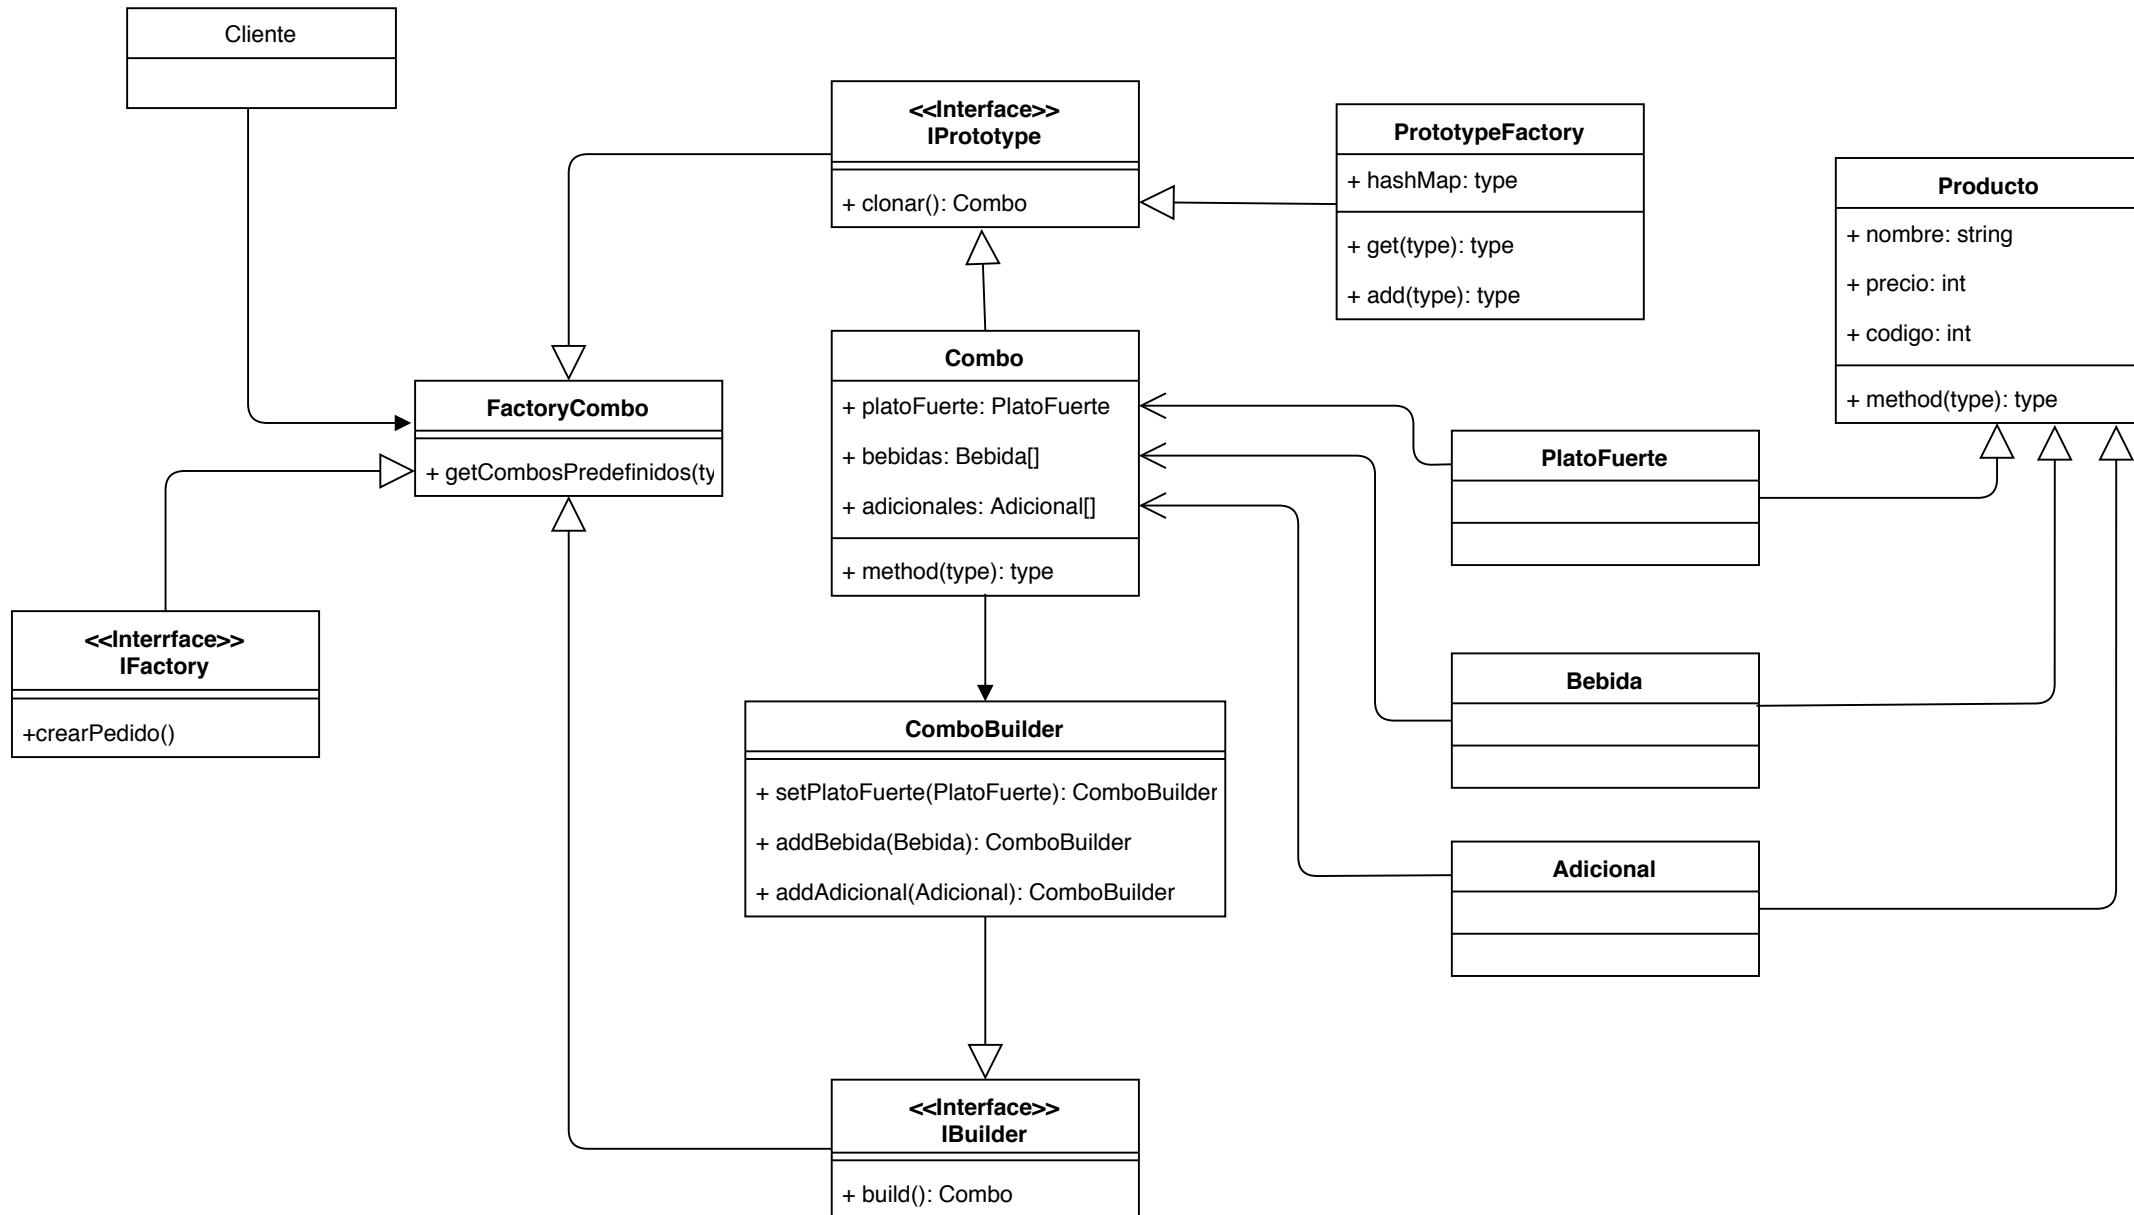 Cliente
<<Interface>>
IPrototype
+ clonar(): Combo
PrototypeFactory
+ hashMap: type
+ get(type): type
+ add(type): type
Producto
+ nombre: string
+ precio: int
+ codigo: int
+ method(type): type
FactoryCombo
+ getCombosPredefinidos(ty
Combo
+ platoFuerte: PlatoFuerte
+ bebidas: Bebida[]
+ adicionales: Adicional[]
+ method(type): type
PlatoFuerte
<<Interrface>>
IFactory
+crearPedido()
Bebida
ComboBuilder
+ setPlatoFuerte(PlatoFuerte): ComboBuilder
+ addBebida(Bebida): ComboBuilder
+ addAdicional(Adicional): ComboBuilder
Adicional
<<Interface>>
IBuilder
+ build(): Combo